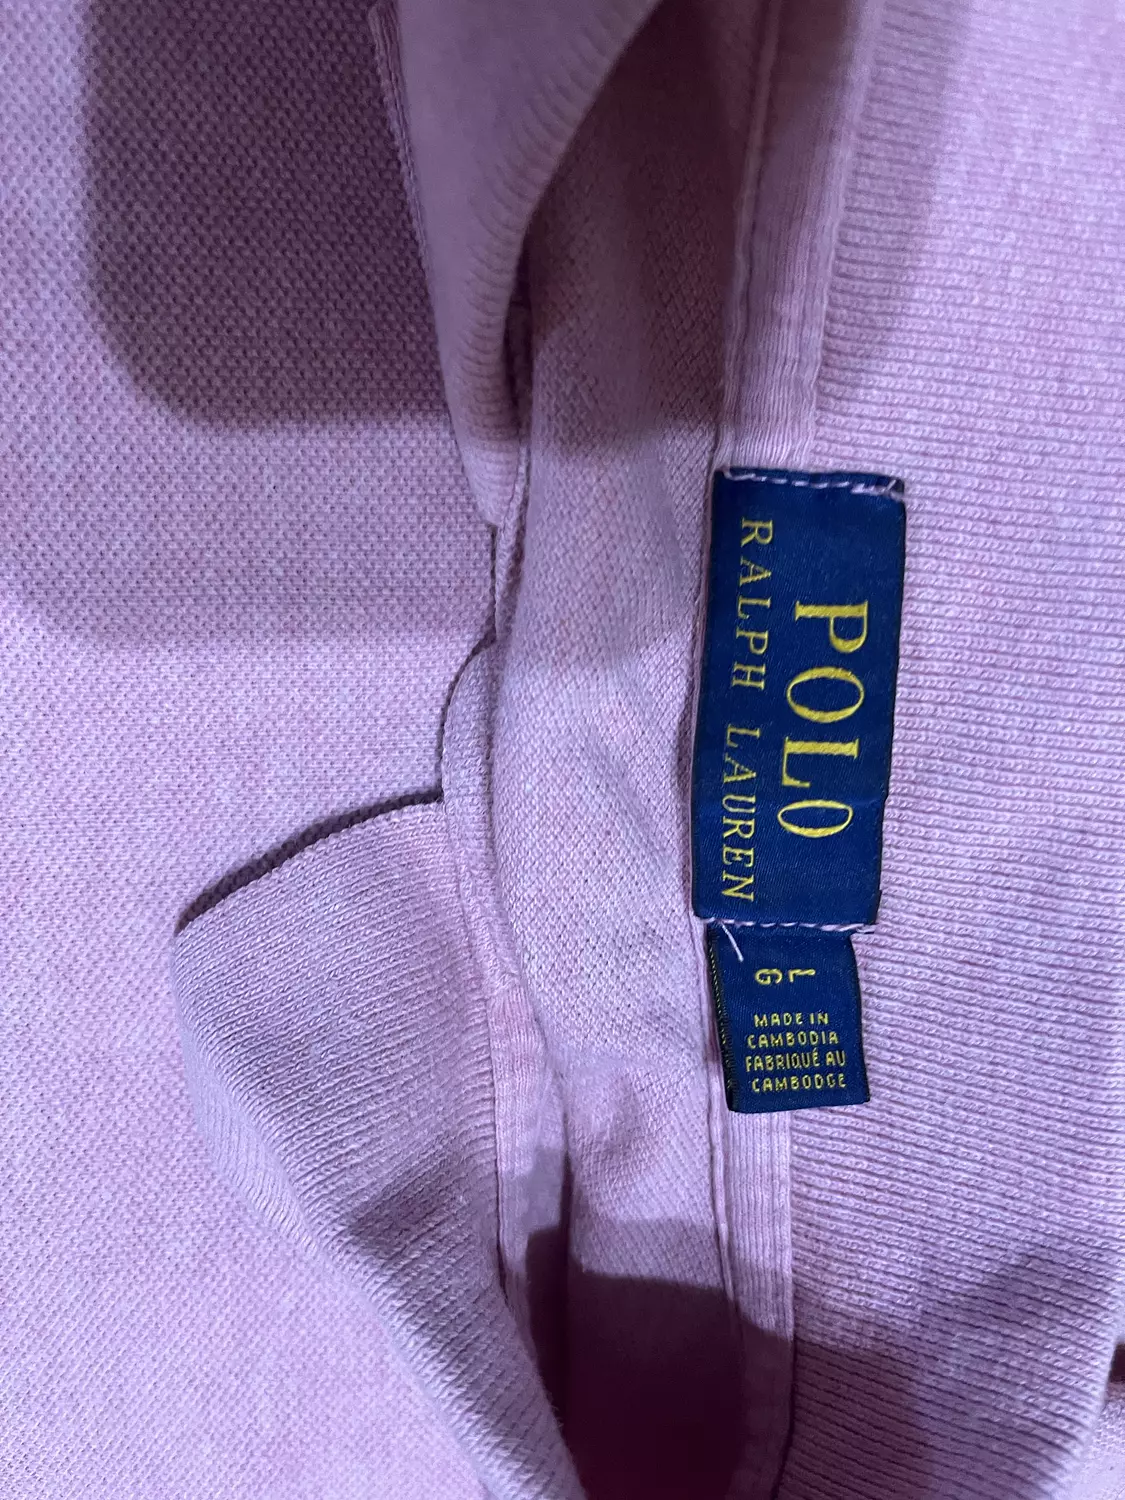 POLO
RALPH LAUREN
L
G
MADE IN
CAMBODIA
FABRIQUÉ AU
CAMBODGE